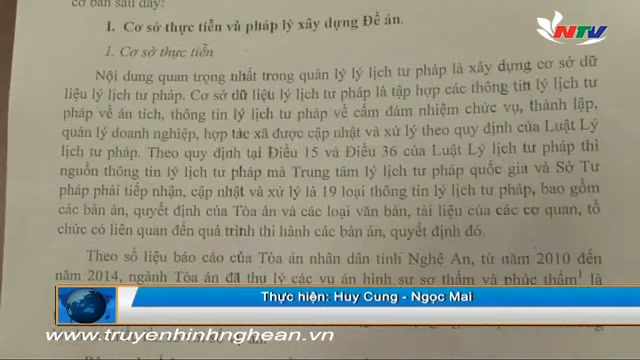 cơ bản sau đây:
I. Cơ sở thực tiễn và pháp lý xây dựng Đề án.
1. Cơ sở thực tiễn
Nội dung quan trọng nhất trong quản lý lý lịch tư pháp là xây dựng cơ sở dữ
liệu lý lịch tư pháp. Cơ sở dữ liệu lý lịch tư pháp là tập hợp các thông tin lý lịch tư
pháp về án tích, thông tin lý lịch tư pháp về cấm đảm nhiệm chức vụ, thành lập,
quản lý doanh nghiệp, hợp tác xã được cập nhật và xử lý theo quy định của Luật Lý
lịch tư pháp. Theo quy định tại Điều 15 và Điều 36 của Luật Lý lịch tư pháp thì
nguồn thông tin lý lịch tư pháp mà Trung tâm lý lịch tư pháp quốc gia và Sở Tư
pháp phải tiếp nhận, cập nhật và xử lý là 19 loại thông tin lý lịch tư pháp, bao gồm
các bản án, quyết định của Tòa án và các loại văn bản, tài liệu của các cơ quan, tổ
chức có liên quan đến quá trình thi hành các bản án, quyết định đó.
Theo số liệu báo cáo của Tòa án nhân dân tỉnh Nghệ An, từ năm 2010 đến
năm 2014, ngành Tòa án đã thụ lý các vụ án hình sự sơ thẩm và phúc thẩm¹ là
NTV
Thực hiện: Huy Cung - Ngọc Mai
www.truyenhinhnghean.vn